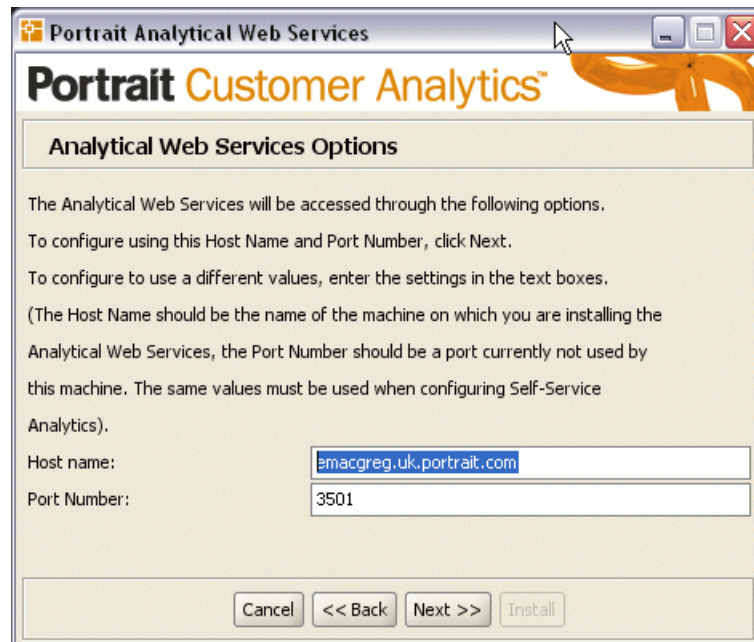 Portrait Analytical Web Services
Portrait Customer Analytics™
Analytical Web Services Options
The Analytical Web Services will be accessed through the following options.
To configure using this Host Name and Port Number, click Next.
To configure to use a different values, enter the settings in the text boxes.
(The Host Name should be the name of the machine on which you are installing the
Analytical Web Services, the Port Number should be a port currently not used by
this machine. The same values must be used when configuring Self-Service
Analytics).
Host name: emacgreg.uk.portrait.com
Port Number: 3501
Cancel << Back Next >> Install